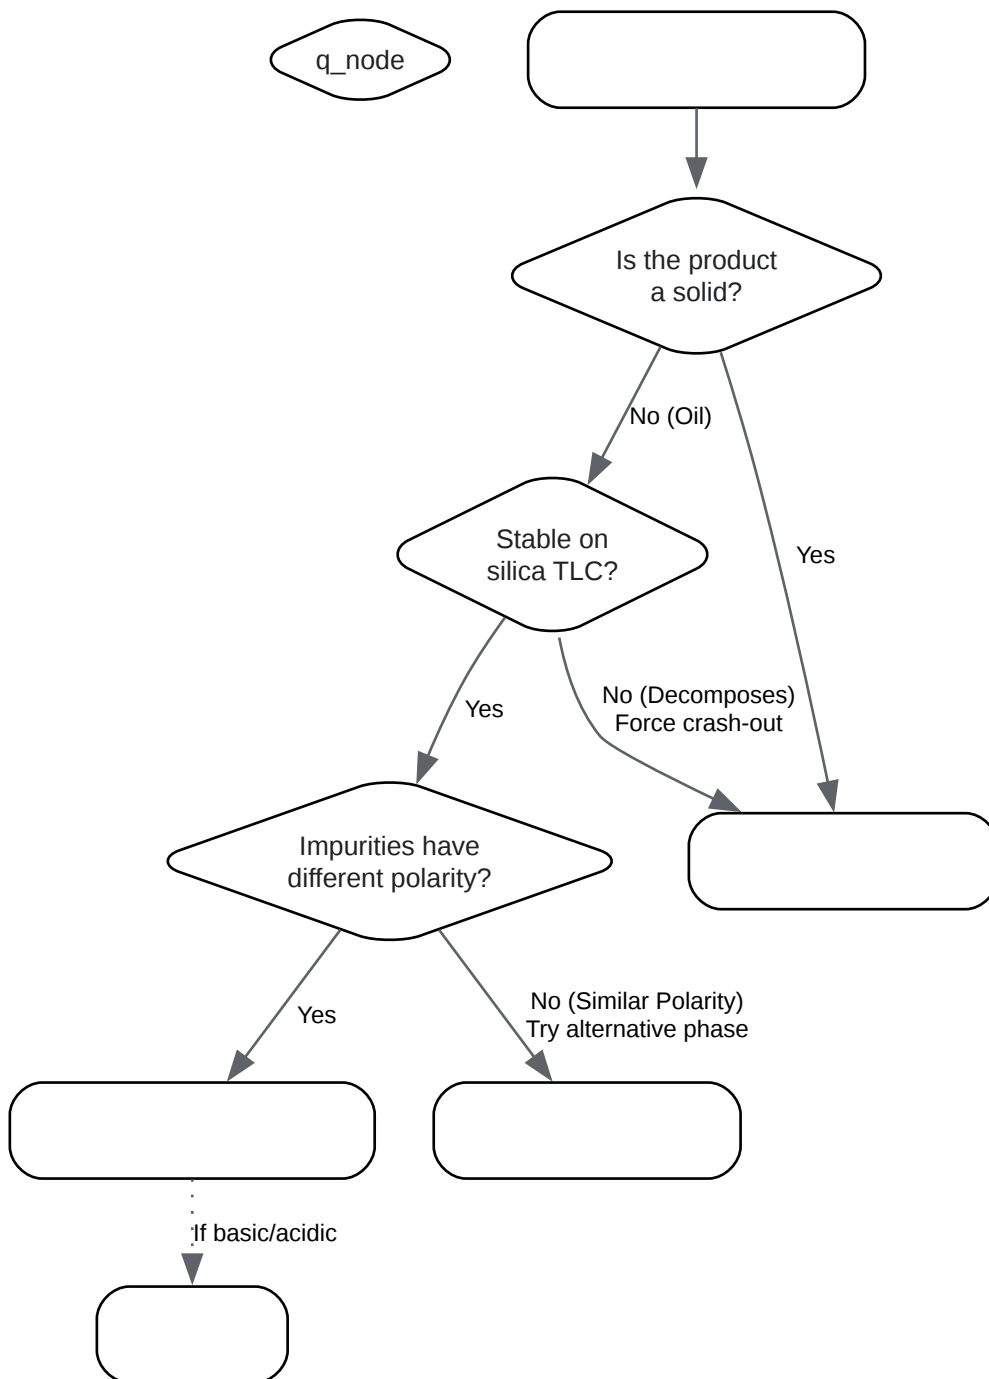 q_node
Is the product
a solid?
No (Oil)
Stable on
silica TLC?
Yes
No (Decomposes)
Force crash-out
Yes
Impurities have
different polarity?
Yes
No (Similar Polarity)
Try alternative phase
If basic/acidic